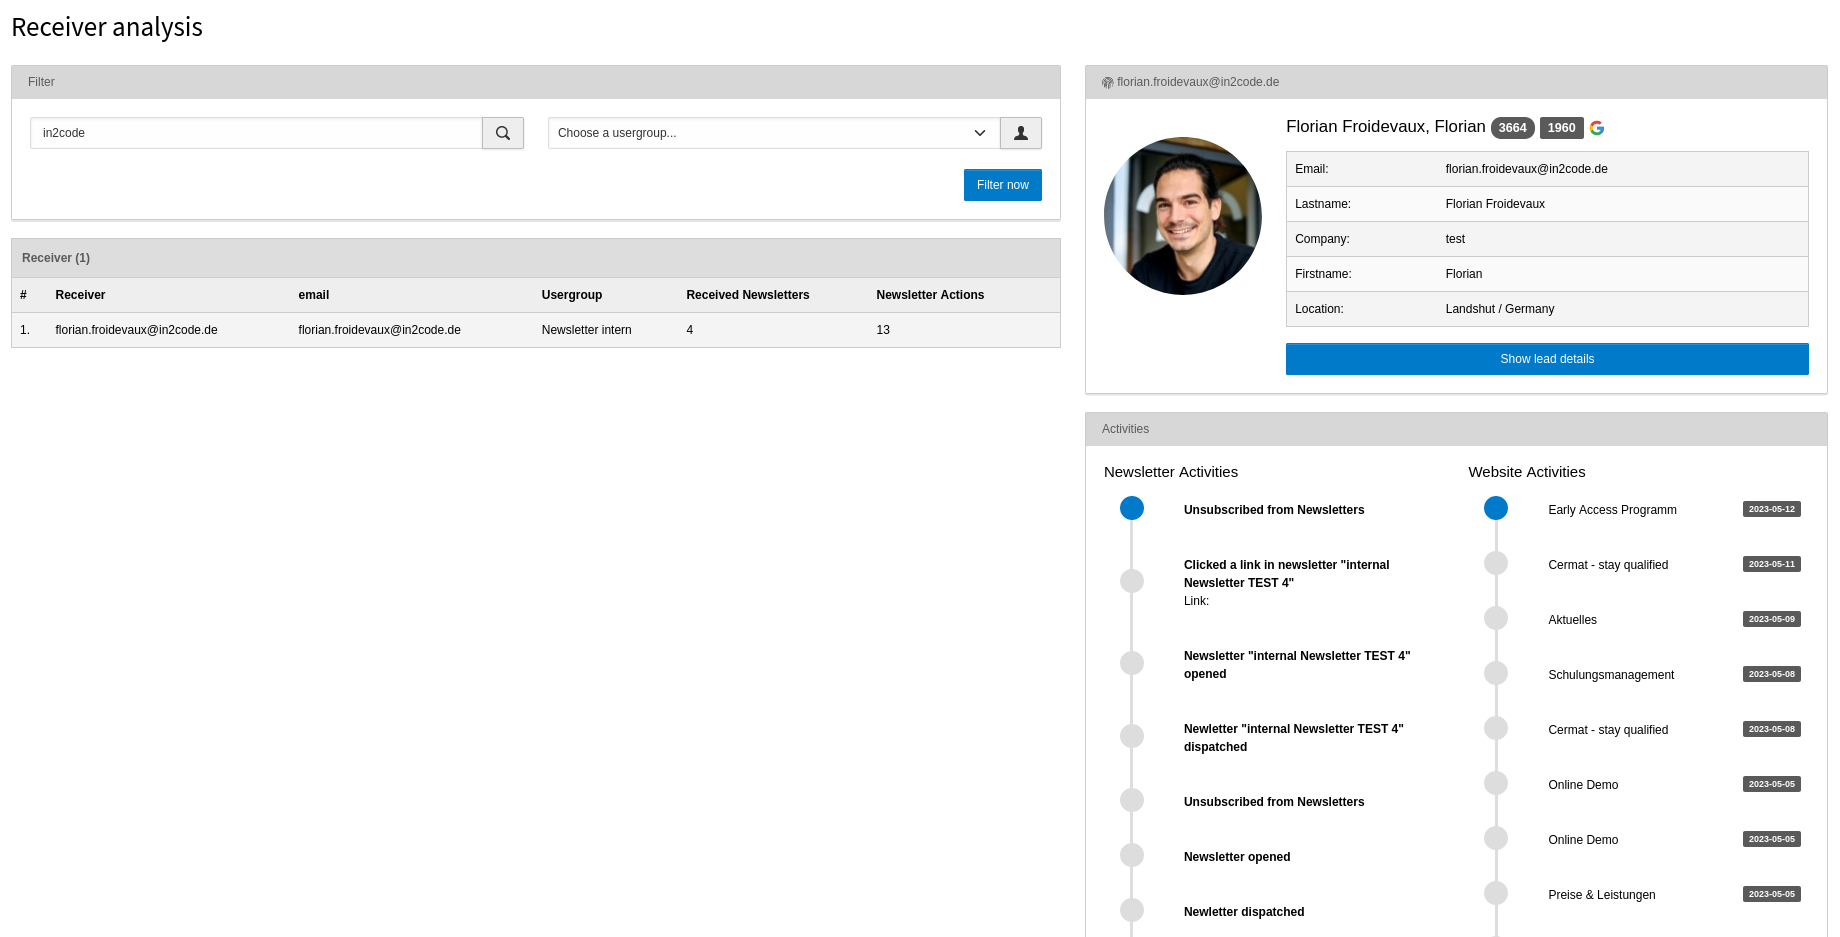 Receiver analysis
Filter
in2code
Choose a usergroup...
Filter now
Receiver (1)
# Receiver email Usergroup Received Newsletters Newsletter Actions
1. florian.froidevaux@in2code.de florian.froidevaux@in2code.de Newsletter intern 4 13
florian.froidevaux@in2code.de
Florian Froidevaux, Florian 3664 1960
Email: florian.froidevaux@in2code.de
Lastname: Florian Froidevaux
Company: test
Firstname: Florian
Location: Landshut / Germany
Show lead details
Activities
Newsletter Activities
Unsubscribed from Newsletters
Clicked a link in newsletter "internal
Newsletter TEST 4"
Link:
Newsletter "internal Newsletter TEST 4"
opened
Newletter "internal Newsletter TEST 4"
dispatched
Unsubscribed from Newsletters
Newsletter opened
Newletter dispatched
Website Activities
Early Access Programm 2023-05-12
Cermat - stay qualified 2023-05-11
Aktuelles 2023-05-09
Schulungsmanagement 2023-05-08
Cermat - stay qualified 2023-05-08
Online Demo 2023-05-05
Online Demo 2023-05-05
Preise & Leistungen 2023-05-05